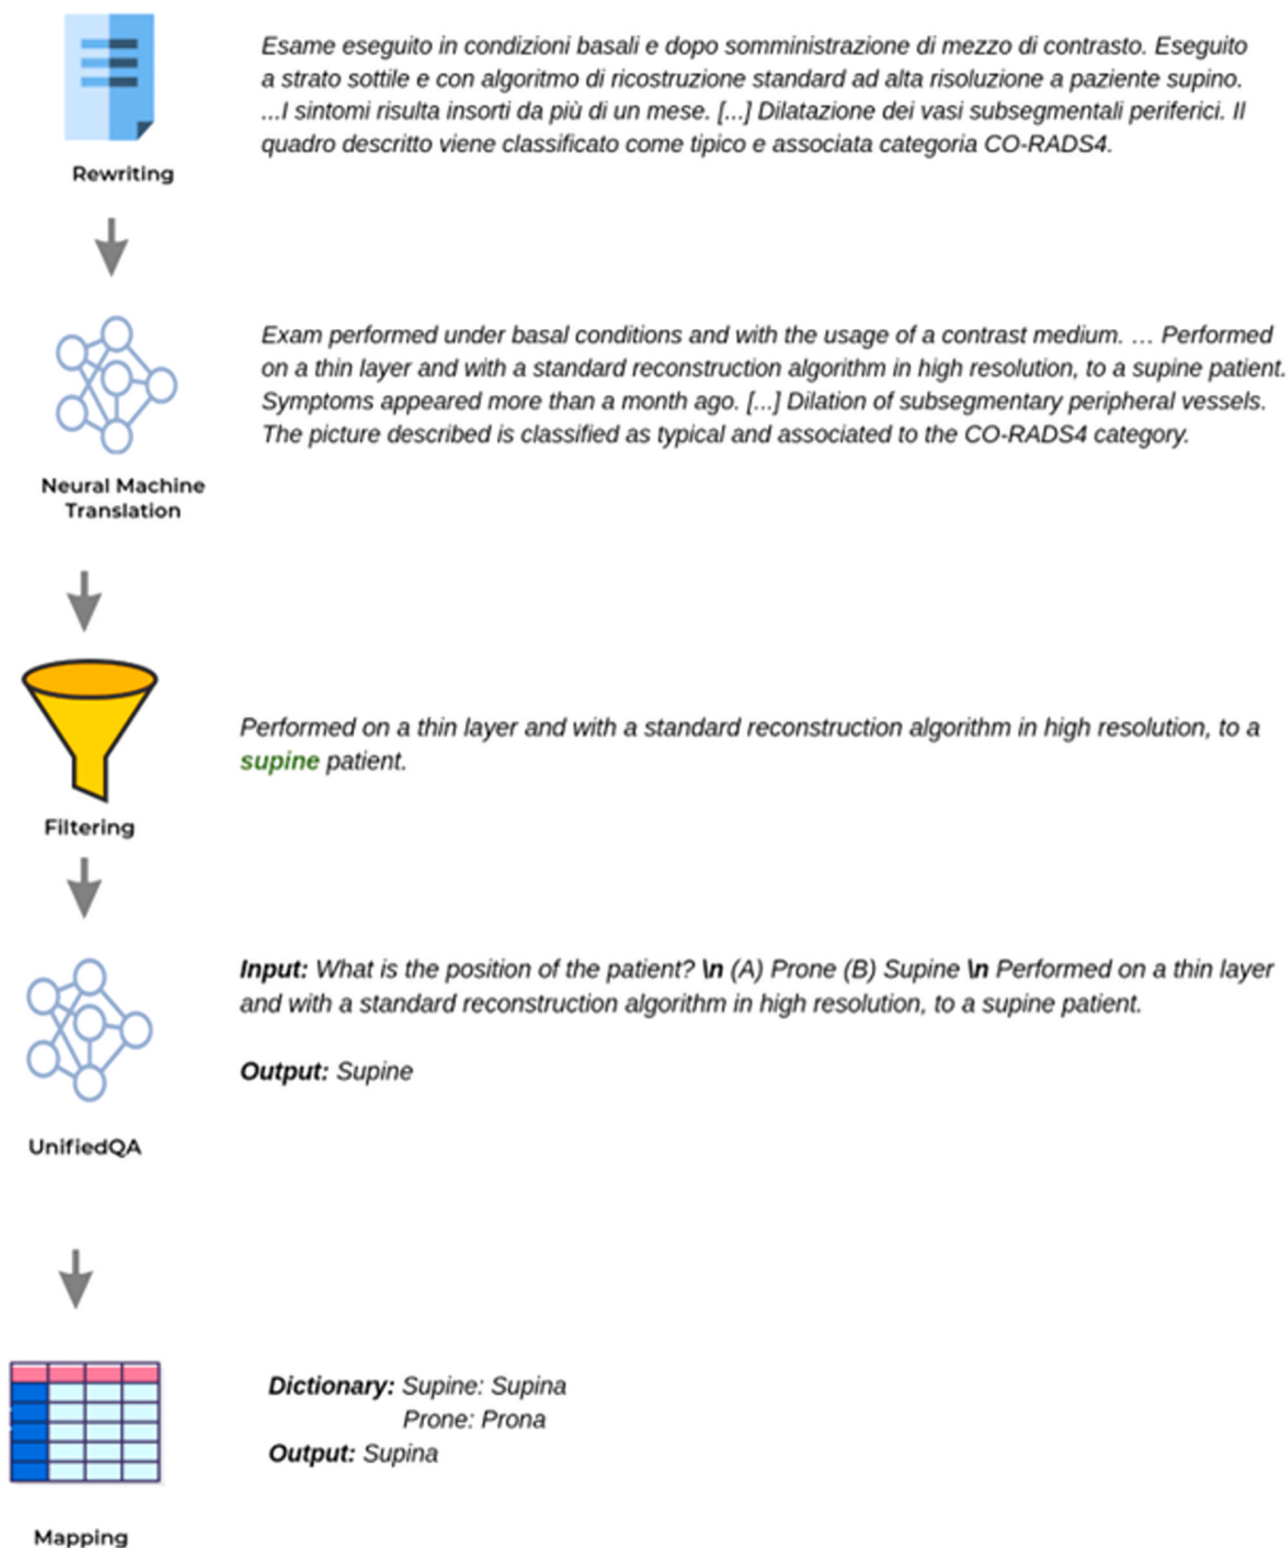 Esame eseguito in condizioni basali e dopo somministrazione di mezzo di contrasto. Eseguito
a strato sottile e con algoritmo di ricostruzione standard ad alta risoluzione a paziente supino.
...I sintomi risulta insorti da più di un mese. [...] Dilatazione dei vasi subsegmentali periferici. Il
quadro descritto viene classificato come tipico e associata categoria CO-RADS4.
Rewriting
Exam performed under basal conditions and with the usage of a contrast medium. … Performed
on a thin layer and with a standard reconstruction algorithm in high resolution, to a supine patient.
Symptoms appeared more than a month ago. [...] Dilation of subsegmentary peripheral vessels.
The picture described is classified as typical and associated to the CO-RADS4 category.
Neural Machine
Translation
Performed on a thin layer and with a standard reconstruction algorithm in high resolution, to a
supine patient.
Filtering
Input: What is the position of the patient? \n (A) Prone (B) Supine \n Performed on a thin layer
and with a standard reconstruction algorithm in high resolution, to a supine patient.
Output: Supine
UnifiedQA
Dictionary: Supine: Supina
Prone: Prona
Output: Supina
Mapping